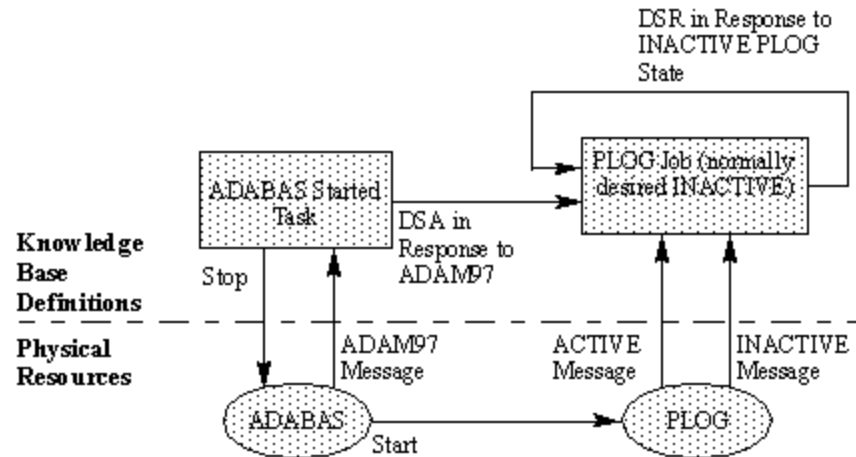 DSR in Response to
INACTIVE PLOG
State
ADABAS Started
Task
PLOG Job (normally
desired INACTIVE)
DSA in
Response to
ADAM97
Knowledge
Base
Definitions
Stop
Physical
Resources
ADAM97
Message
ACTIVE
Message
INACTIVE
Message
ADABAS
Start
PLOG